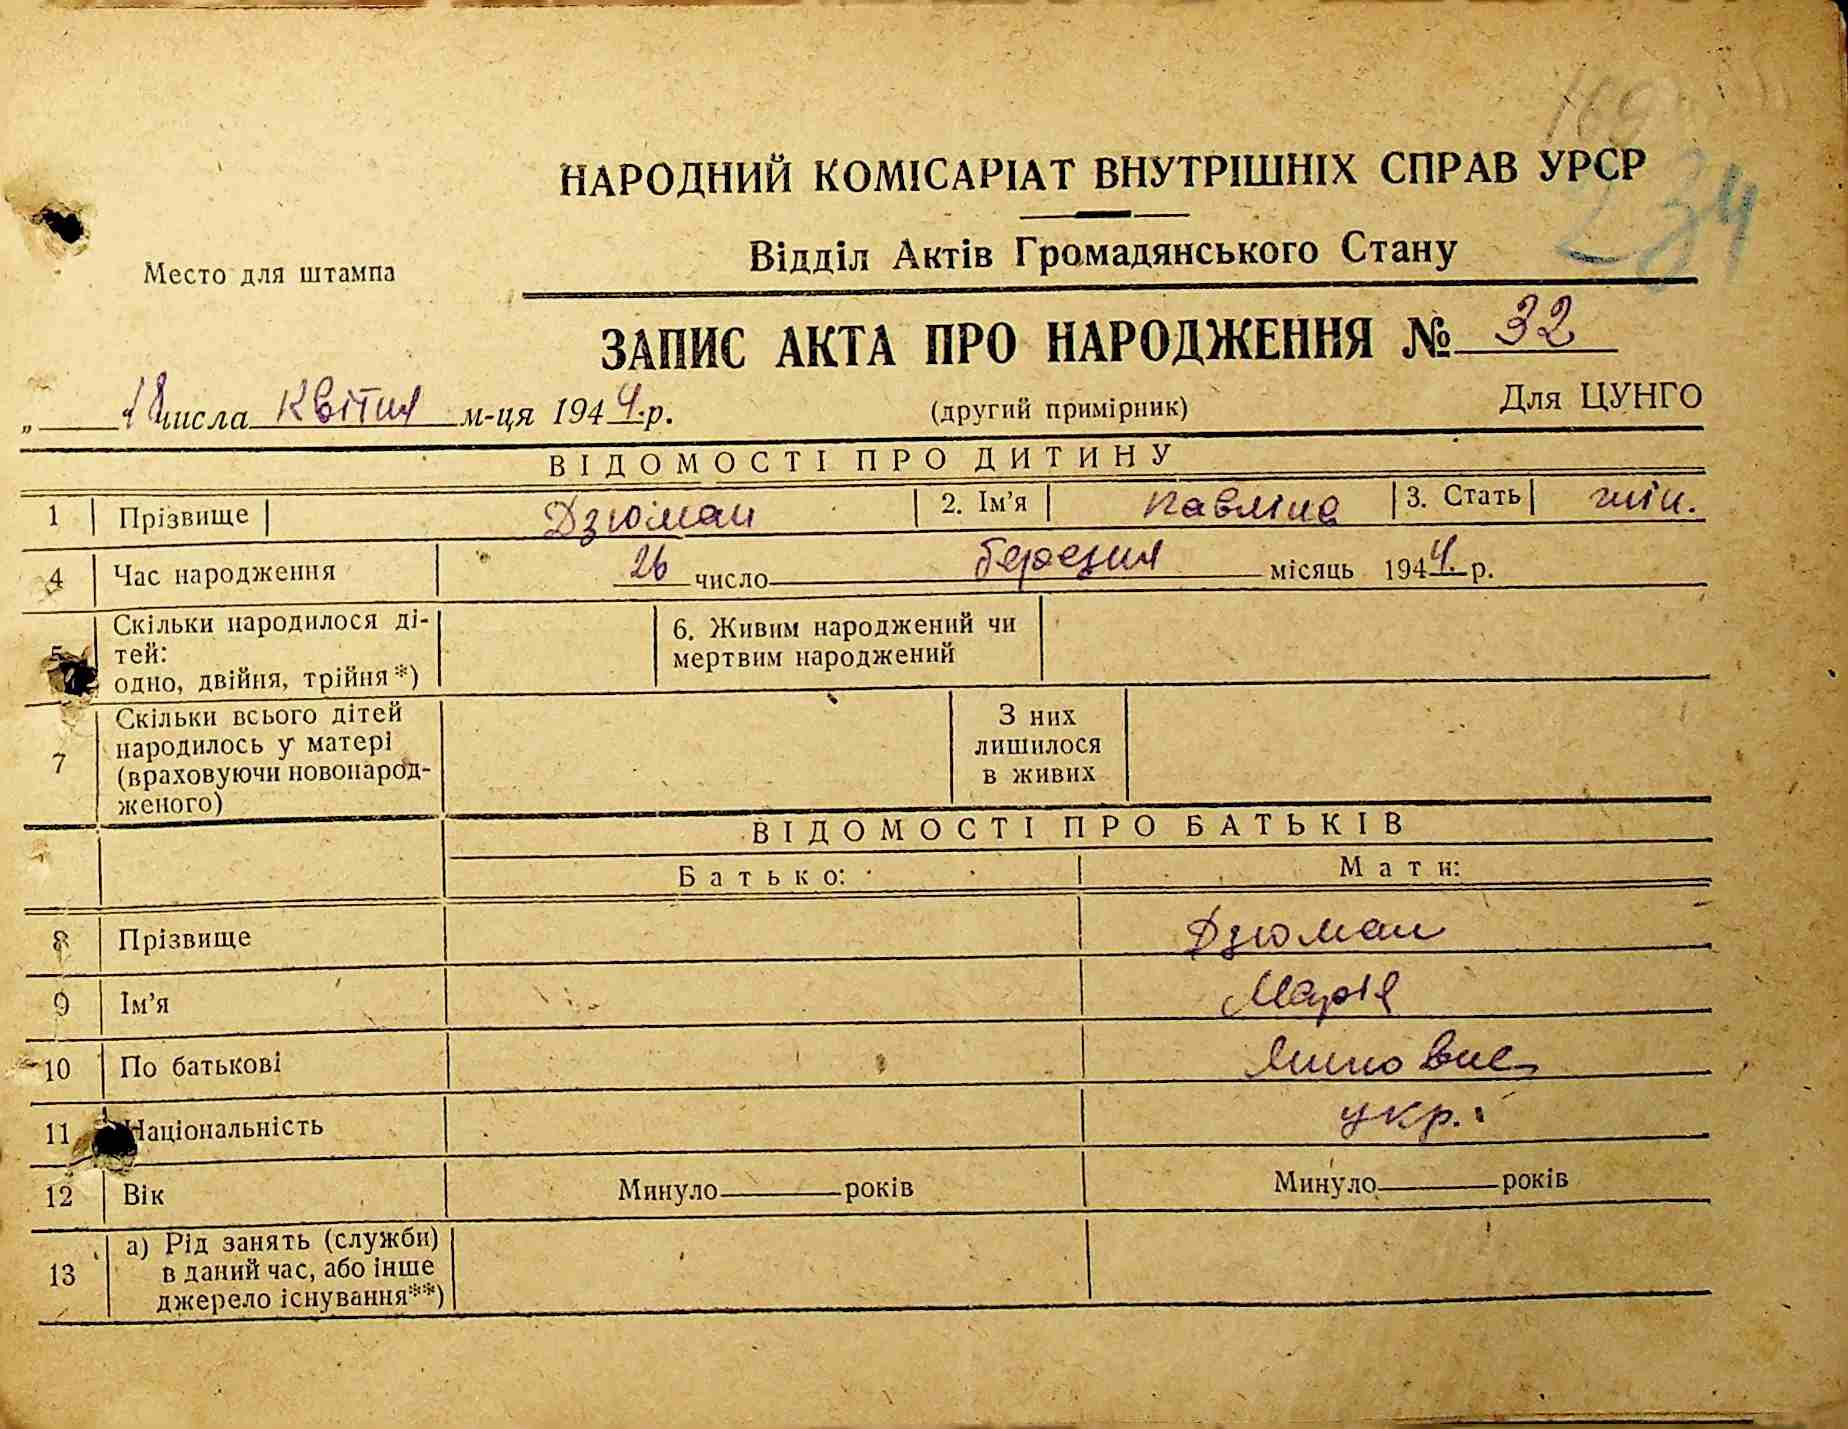 169
234
НАРОДНИЙ КОМІСАРІАТ ВНУТРІШНІХ СПРАВ УРСР
Відділ Актів Громадянського Стану
Место для штампа
ЗАПИС АКТА ПРО НАРОДЖЕННЯ № 32
„ 18 числа квітня м-ця 1944 р.
(другий примірник)
Для ЦУНГО
ВІДОМОСТІ ПРО ДИТИНУ
1 Прізвище Дзюман 2. Ім'я Павліна 3. Стать жін.
4 Час народження 26 число березня місяць 1944. р.
5 Скільки народилося ді-
тей:
одно, двійня, трійня*)
6. Живим народжений чи
мертвим народжений
7 Скільки всього дітей
народилось у матері
(враховуючи новонарод-
женого)
З них
лишилося
в живих
ВІДОМОСТІ ПРО БАТЬКІВ
Батько: Мати:
8 Прізвище Дзюман
9 Ім'я Марія
10 По батькові
11 Національність укр.
12 Вік Минуло років Минуло років
13 а) Рід занять (служби)
в даний час, або інше
джерело існування**)